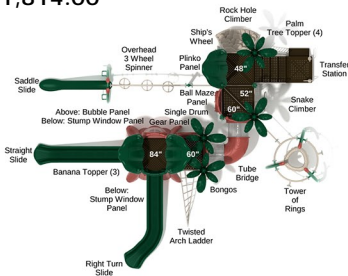 Rock Hole
Climber
Palm
Tree Topper (4)
Ship's
Wheel
Overhead
3 Wheel
Spinner
Plinko
Panel
48"
Transfer
Station
Saddle
Slide
Ball Maze
Panel
52"
60"
Snake
Climber
Above: Bubble Panel
Below: Stump Window Panel
Single Drum
Gear Panel
Straight
Slide
84"
60"
Banana Topper (3)
Tube
Bridge
Below:
Stump Window
Panel
Bongos
Tower
of
Rings
Twisted
Arch Ladder
Right Turn
Slide